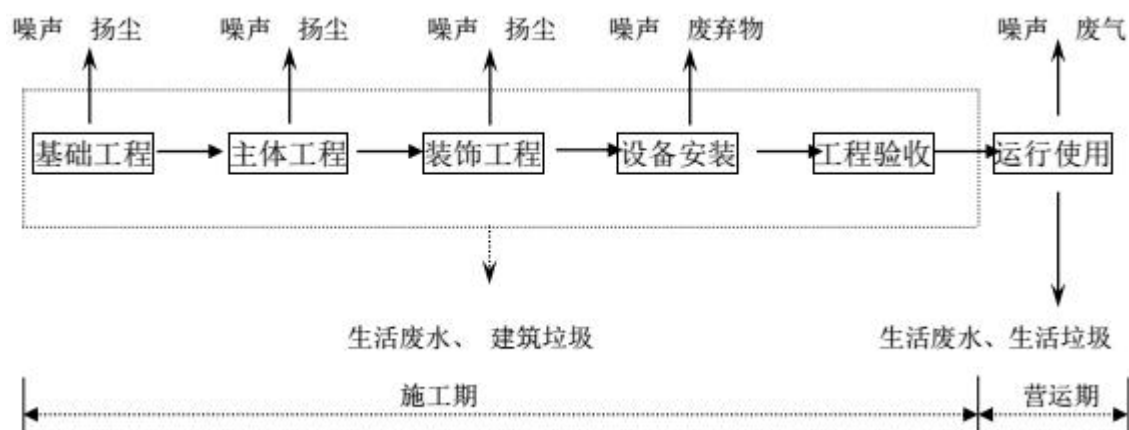 噪声 扬尘 噪声 扬尘 噪声 扬尘 噪声 废弃物 噪声 废气
基础工程 主体工程 装饰工程 设备安装 工程验收 运行使用
生活废水、 建筑垃圾 生活废水、生活垃圾
施工期 营运期